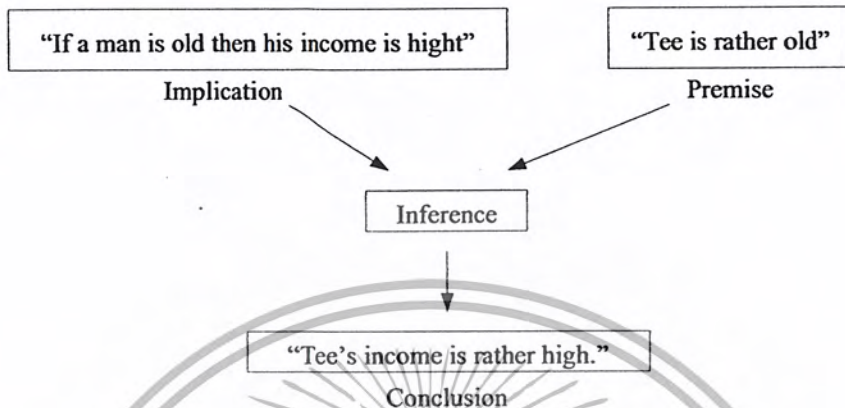 “If a man is old then his income is hight”
“Tee is rather old”
Implication
Premise
Inference
“Tee’s income is rather high.”
Conclusion